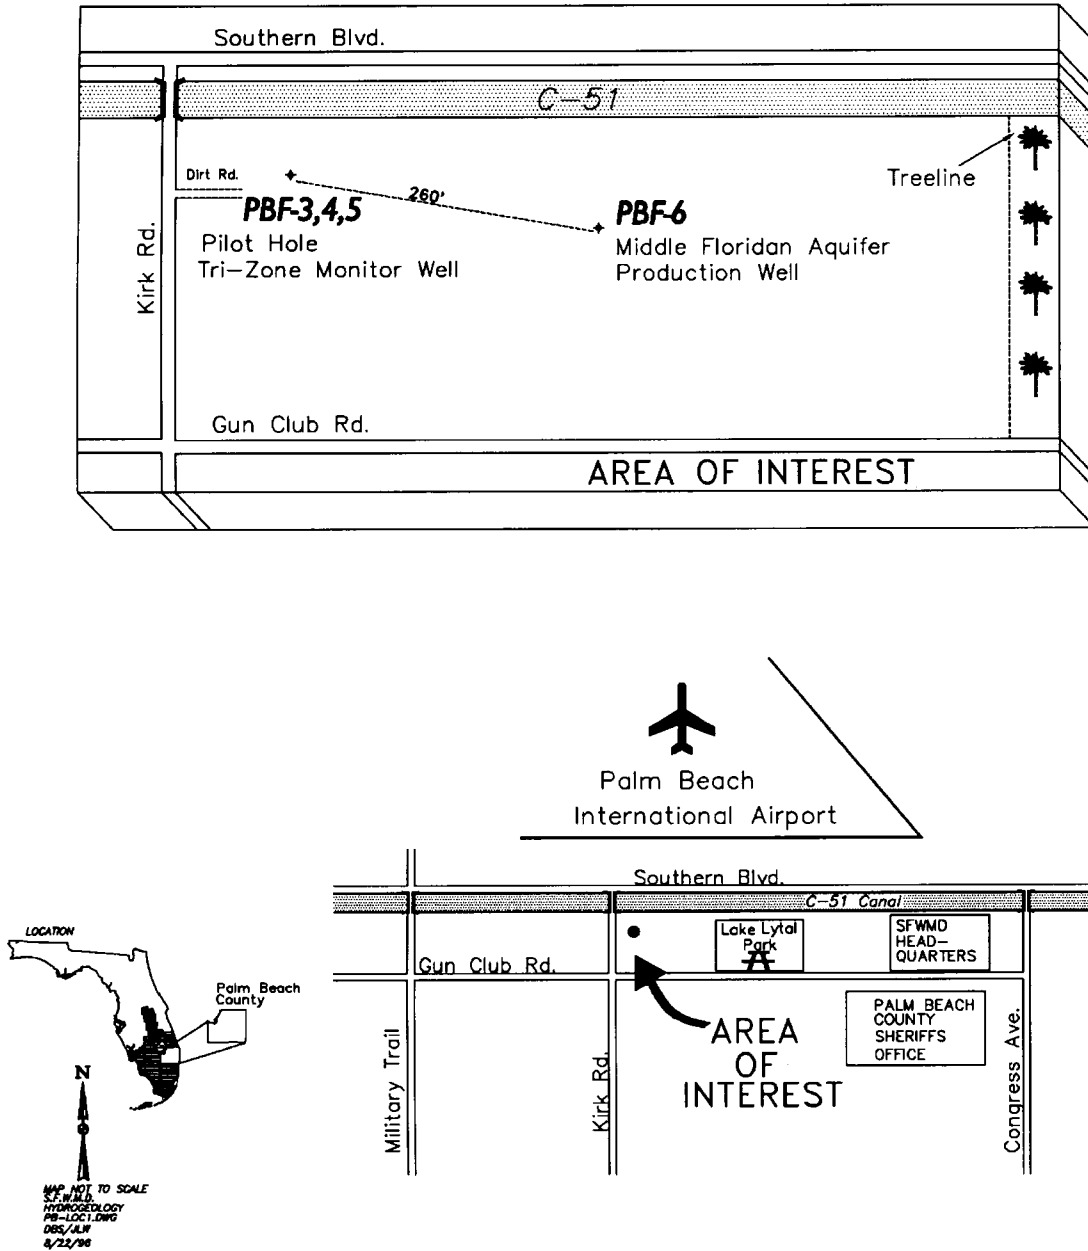 Southern Blvd.
C-51
Treeline
Dirt Rd.
260'
PBF-3,4,5
Pilot Hole
Tri-Zone Monitor Well
PBF-6
Middle Floridan Aquifer
Production Well
Kirk Rd.
Gun Club Rd.
AREA OF INTEREST
Palm Beach
International Airport
Southern Blvd.
C-51 Canal
Lake Lytal
Park
SFWMD
HEAD-
QUARTERS
Gun Club Rd.
PALM BEACH
COUNTY
SHERIFFS
OFFICE
AREA
OF
INTEREST
Military Trail
Kirk Rd.
Congress Ave.
LOCATION
Palm Beach
County
N
MAP NOT TO SCALE
S.F.W.M.D.
HYDROGEOLOGY
PB-LOC1.DWG
DBS/JLW
8/22/96